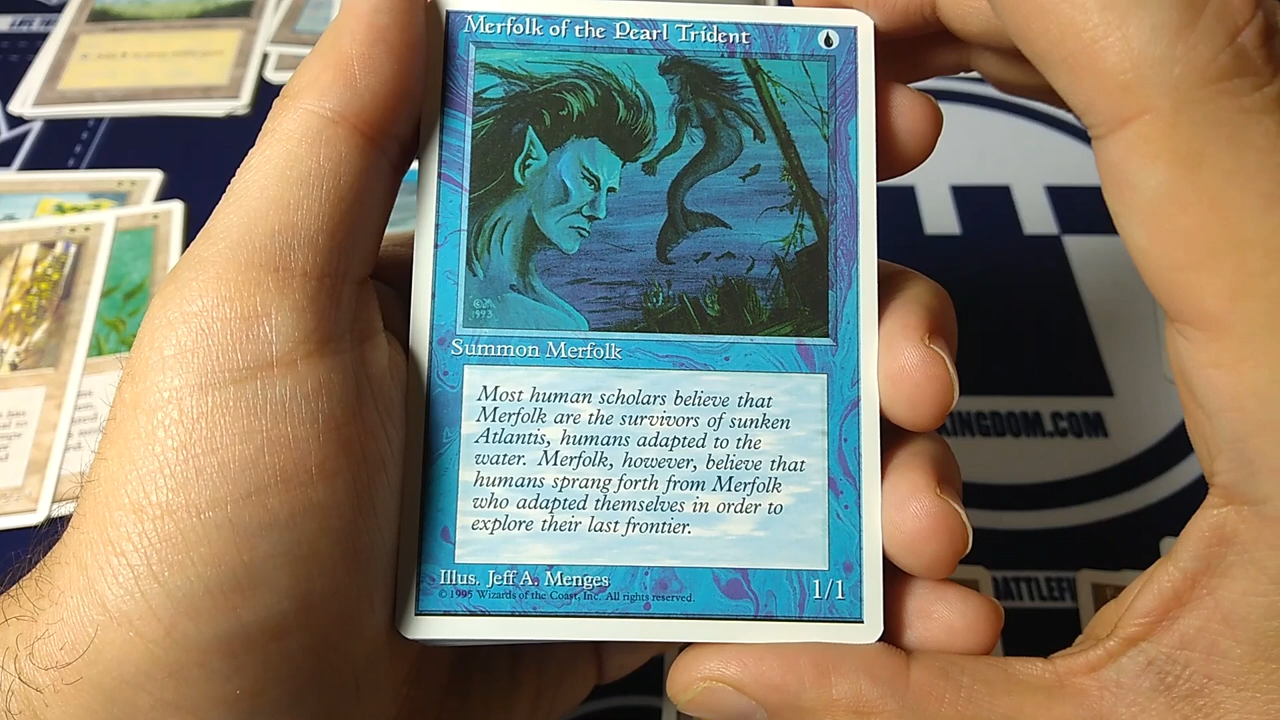 Merfolk of the Pearl Trident
1993
Summon Merfolk
Most human scholars believe that
Merfolk are the survivors of sunken
Atlantis, humans adapted to the
water. Merfolk, however, believe that
humans sprang forth from Merfolk
who adapted themselves in order to
explore their last frontier.
Illus. Jeff A. Menges
© 1995 Wizards of the Coast, Inc. All rights reserved.
1/1
KINGDOM.COM
BATTLEFI